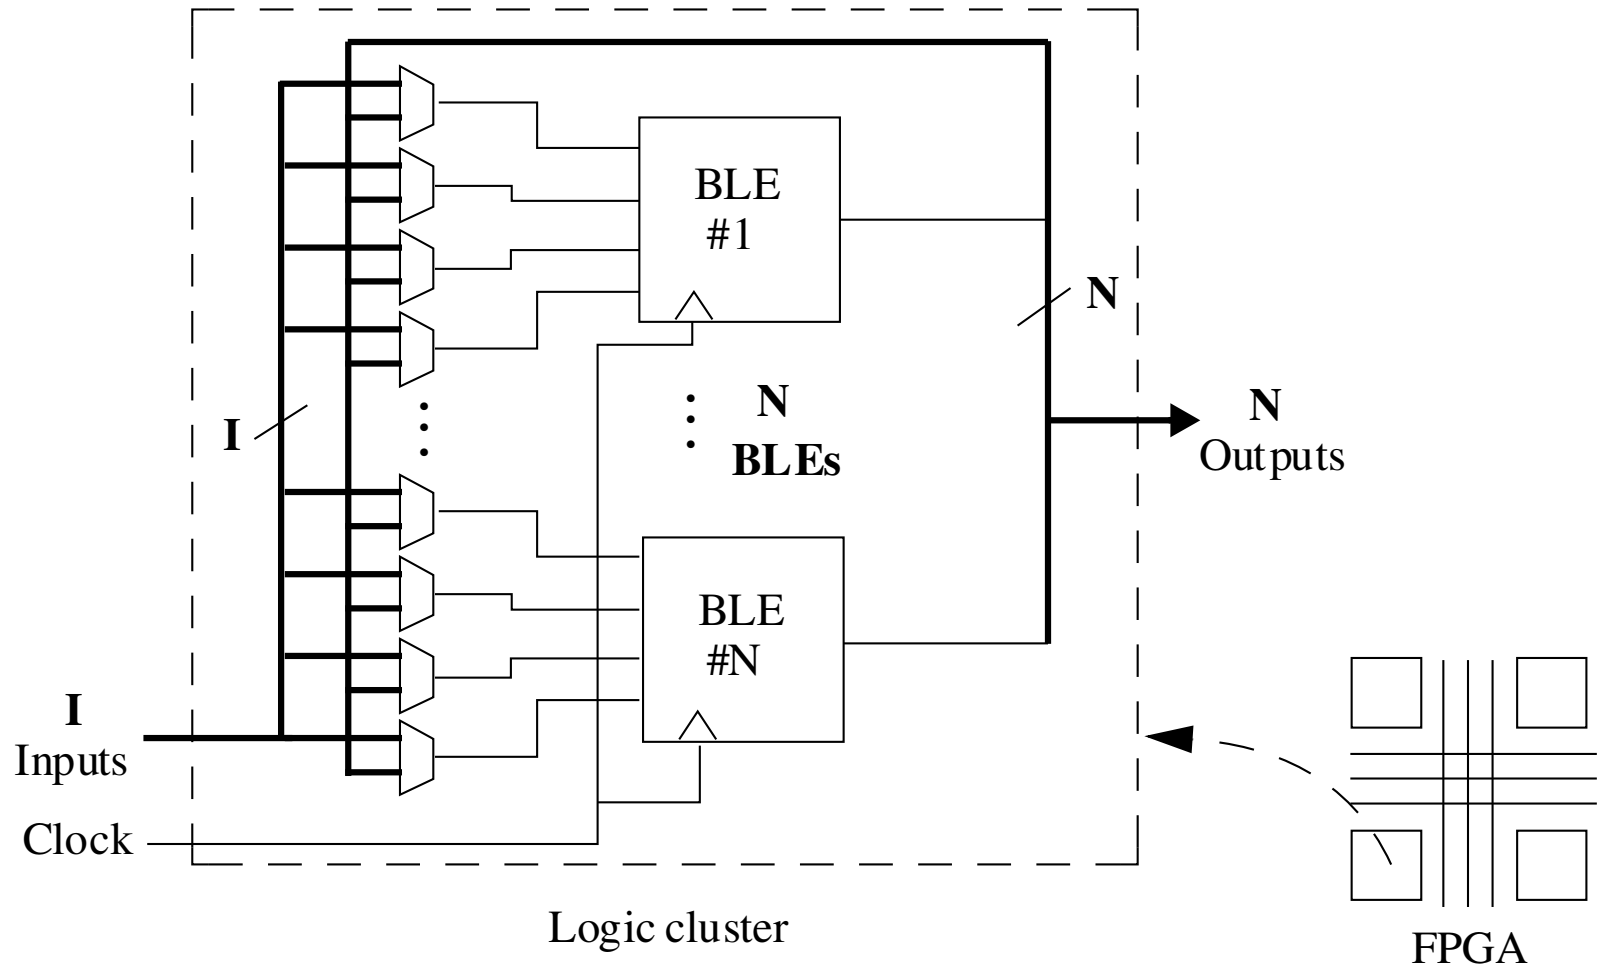 BLE
#1
N
N
BLEs
I
N
Outputs
BLE
#N
I
Inputs
Clock
Logic cluster
FPGA